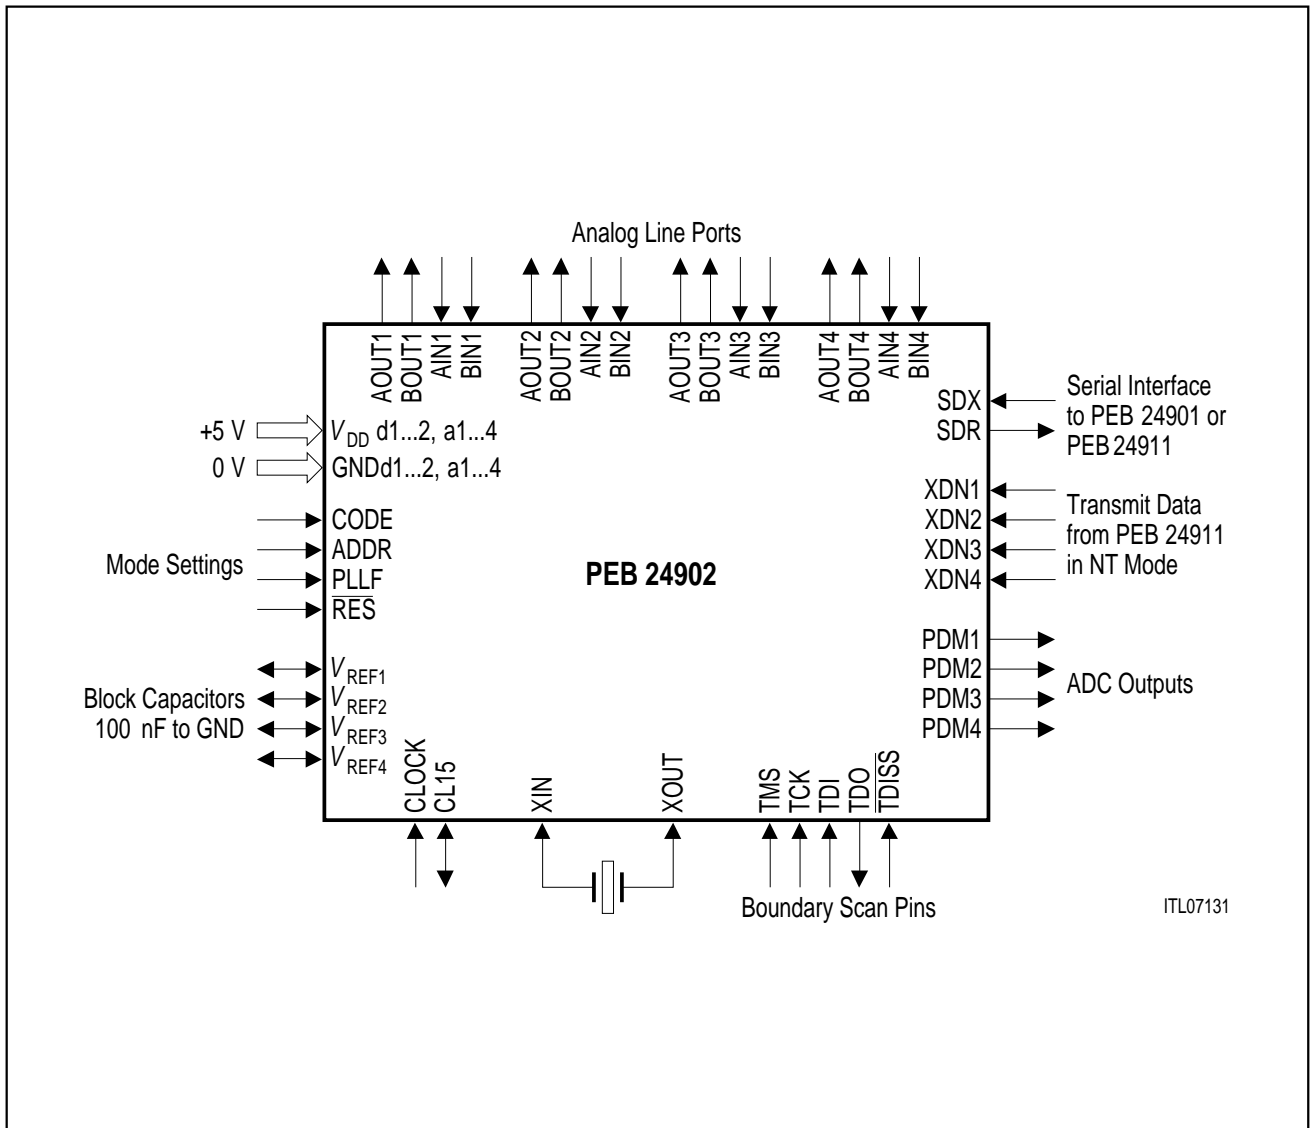 Analog Line Ports
AOUT1
BOUT1
AIN1
BIN1
AOUT2
BOUT2
AIN2
BIN2
AOUT3
BOUT3
AIN3
BIN3
AOUT4
BOUT4
AIN4
BIN4
+5 V
VDD d1...2, a1...4
0 V
GNDd1...2, a1...4
Mode Settings
CODE
ADDR
PLLF
RES
Block Capacitors
100 nF to GND
VREF1
VREF2
VREF3
VREF4
PEB 24902
SDX
SDR
Serial Interface
to PEB 24901 or
PEB 24911
XDN1
XDN2
XDN3
XDN4
Transmit Data
from PEB 24911
in NT Mode
PDM1
PDM2
PDM3
PDM4
ADC Outputs
CLOCK
CL15
XIN
XOUT
TMS
TCK
TDI
TDO
TDISS
Boundary Scan Pins
ITL07131